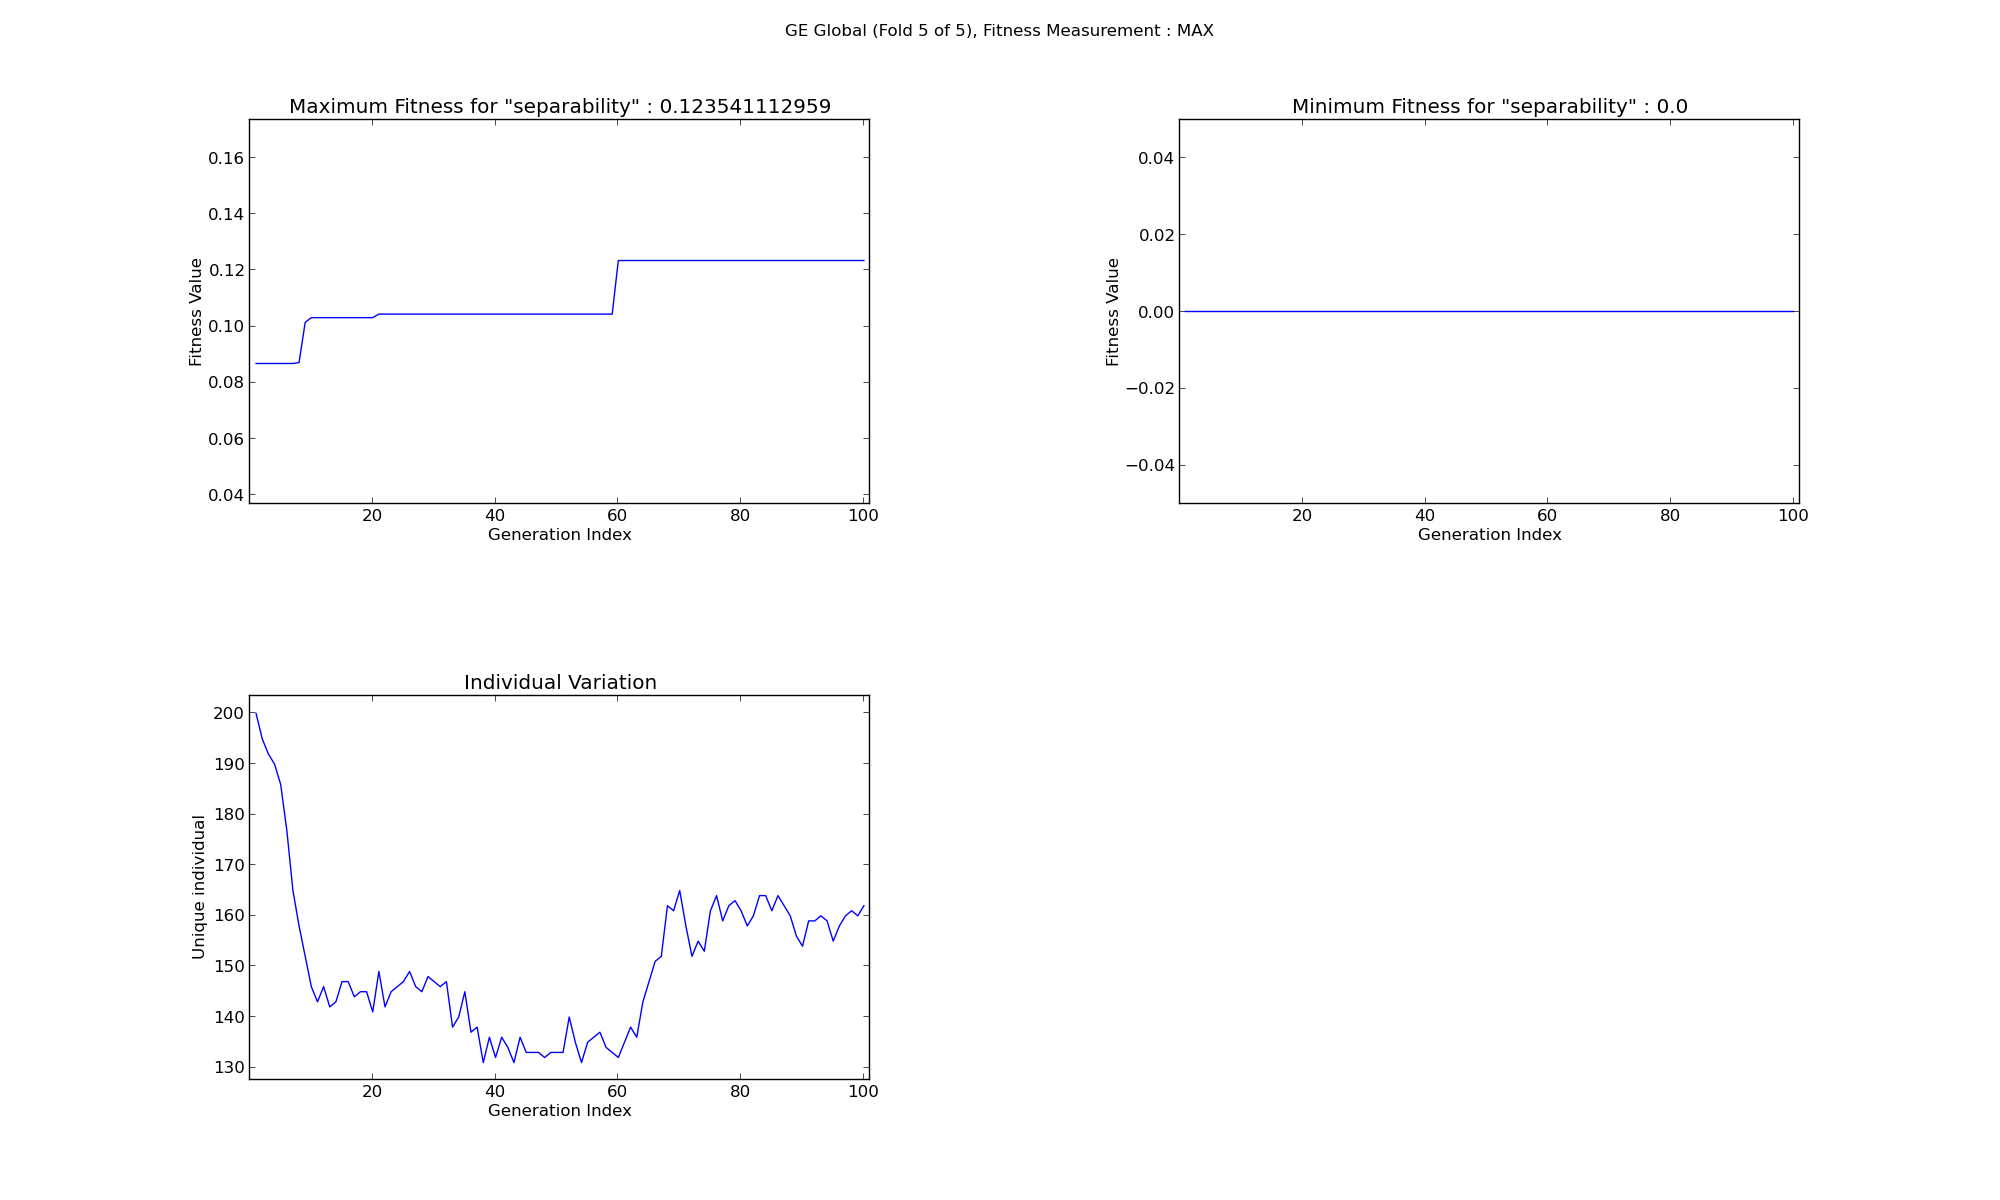 GE Global (Fold 5 of 5), Fitness Measurement : MAX
Maximum Fitness for "separability" : 0.123541112959
0.16
0.14
0.12
0.10
0.08
0.06
0.04
Fitness Value
20 40 60 80 100
Generation Index
Minimum Fitness for "separability" : 0.0
0.04
0.02
0.00
−0.02
−0.04
Fitness Value
20 40 60 80 100
Generation Index
Individual Variation
200
190
180
170
160
150
140
130
Unique individual
20 40 60 80 100
Generation Index